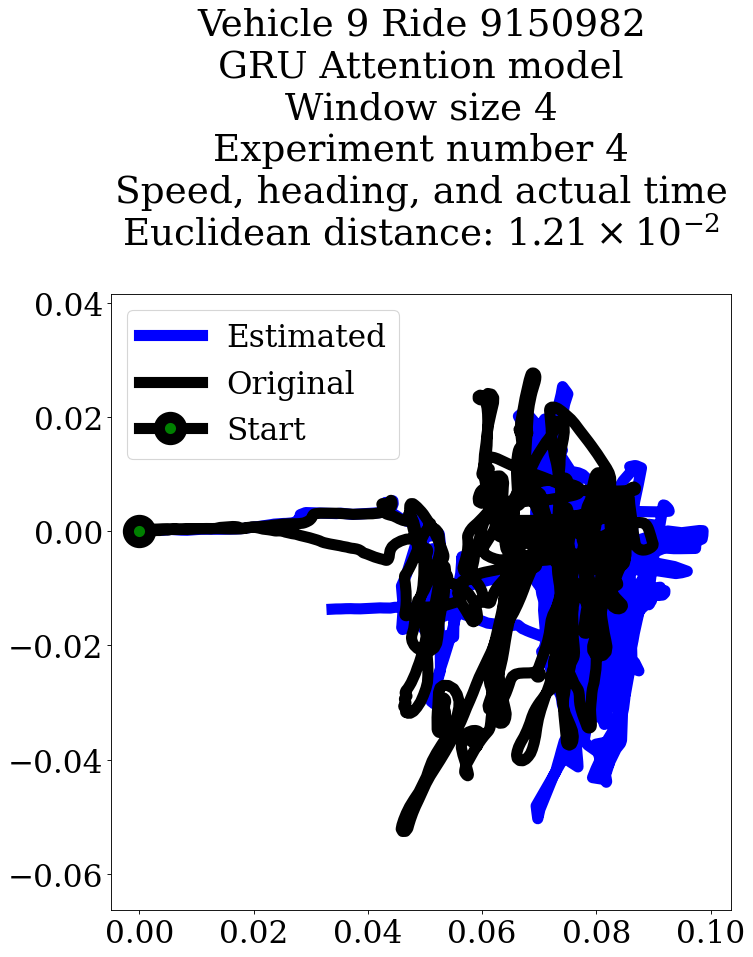 Vehicle 9 Ride 9150982
GRU Attention model
Window size 4
Experiment number 4
Speed, heading, and actual time
Euclidean distance: 1.21 × 10⁻²
0.04
Estimated
Original
Start
0.02
0.00
−0.02
−0.04
−0.06
0.00 0.02 0.04 0.06 0.08 0.10